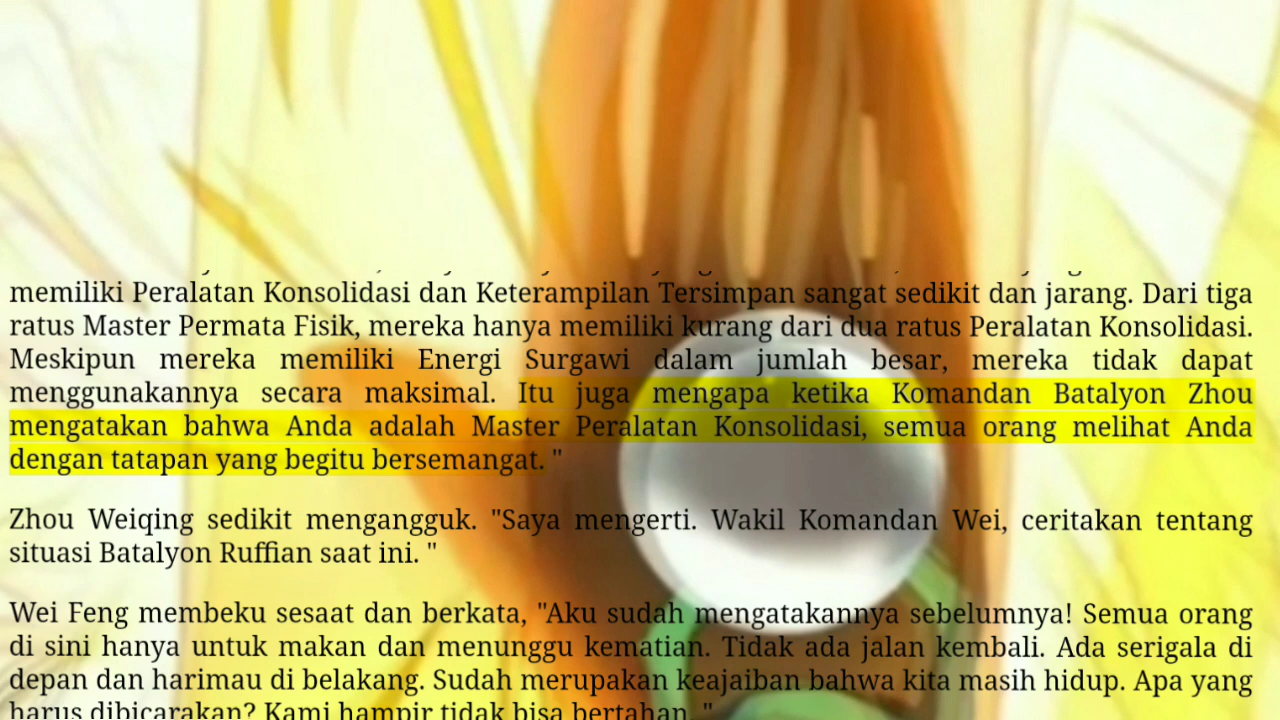 memiliki Peralatan Konsolidasi dan Keterampilan Tersimpan sangat sedikit dan jarang. Dari tiga
ratus Master Permata Fisik, mereka hanya memiliki kurang dari dua ratus Peralatan Konsolidasi.
Meskipun mereka memiliki Energi Surgawi dalam jumlah besar, mereka tidak dapat
menggunakannya secara maksimal. Itu juga mengapa ketika Komandan Batalyon Zhou
mengatakan bahwa Anda adalah Master Peralatan Konsolidasi, semua orang melihat Anda
dengan tatapan yang begitu bersemangat. "
Zhou Weiqing sedikit mengangguk. "Saya mengerti. Wakil Komandan Wei, ceritakan tentang
situasi Batalyon Ruffian saat ini. "
Wei Feng membeku sesaat dan berkata, "Aku sudah mengatakannya sebelumnya! Semua orang
di sini hanya untuk makan dan menunggu kematian. Tidak ada jalan kembali. Ada serigala di
depan dan harimau di belakang. Sudah merupakan keajaiban bahwa kita masih hidup. Apa yang
harus dibicarakan? Kami hampir tidak bisa bertahan. "